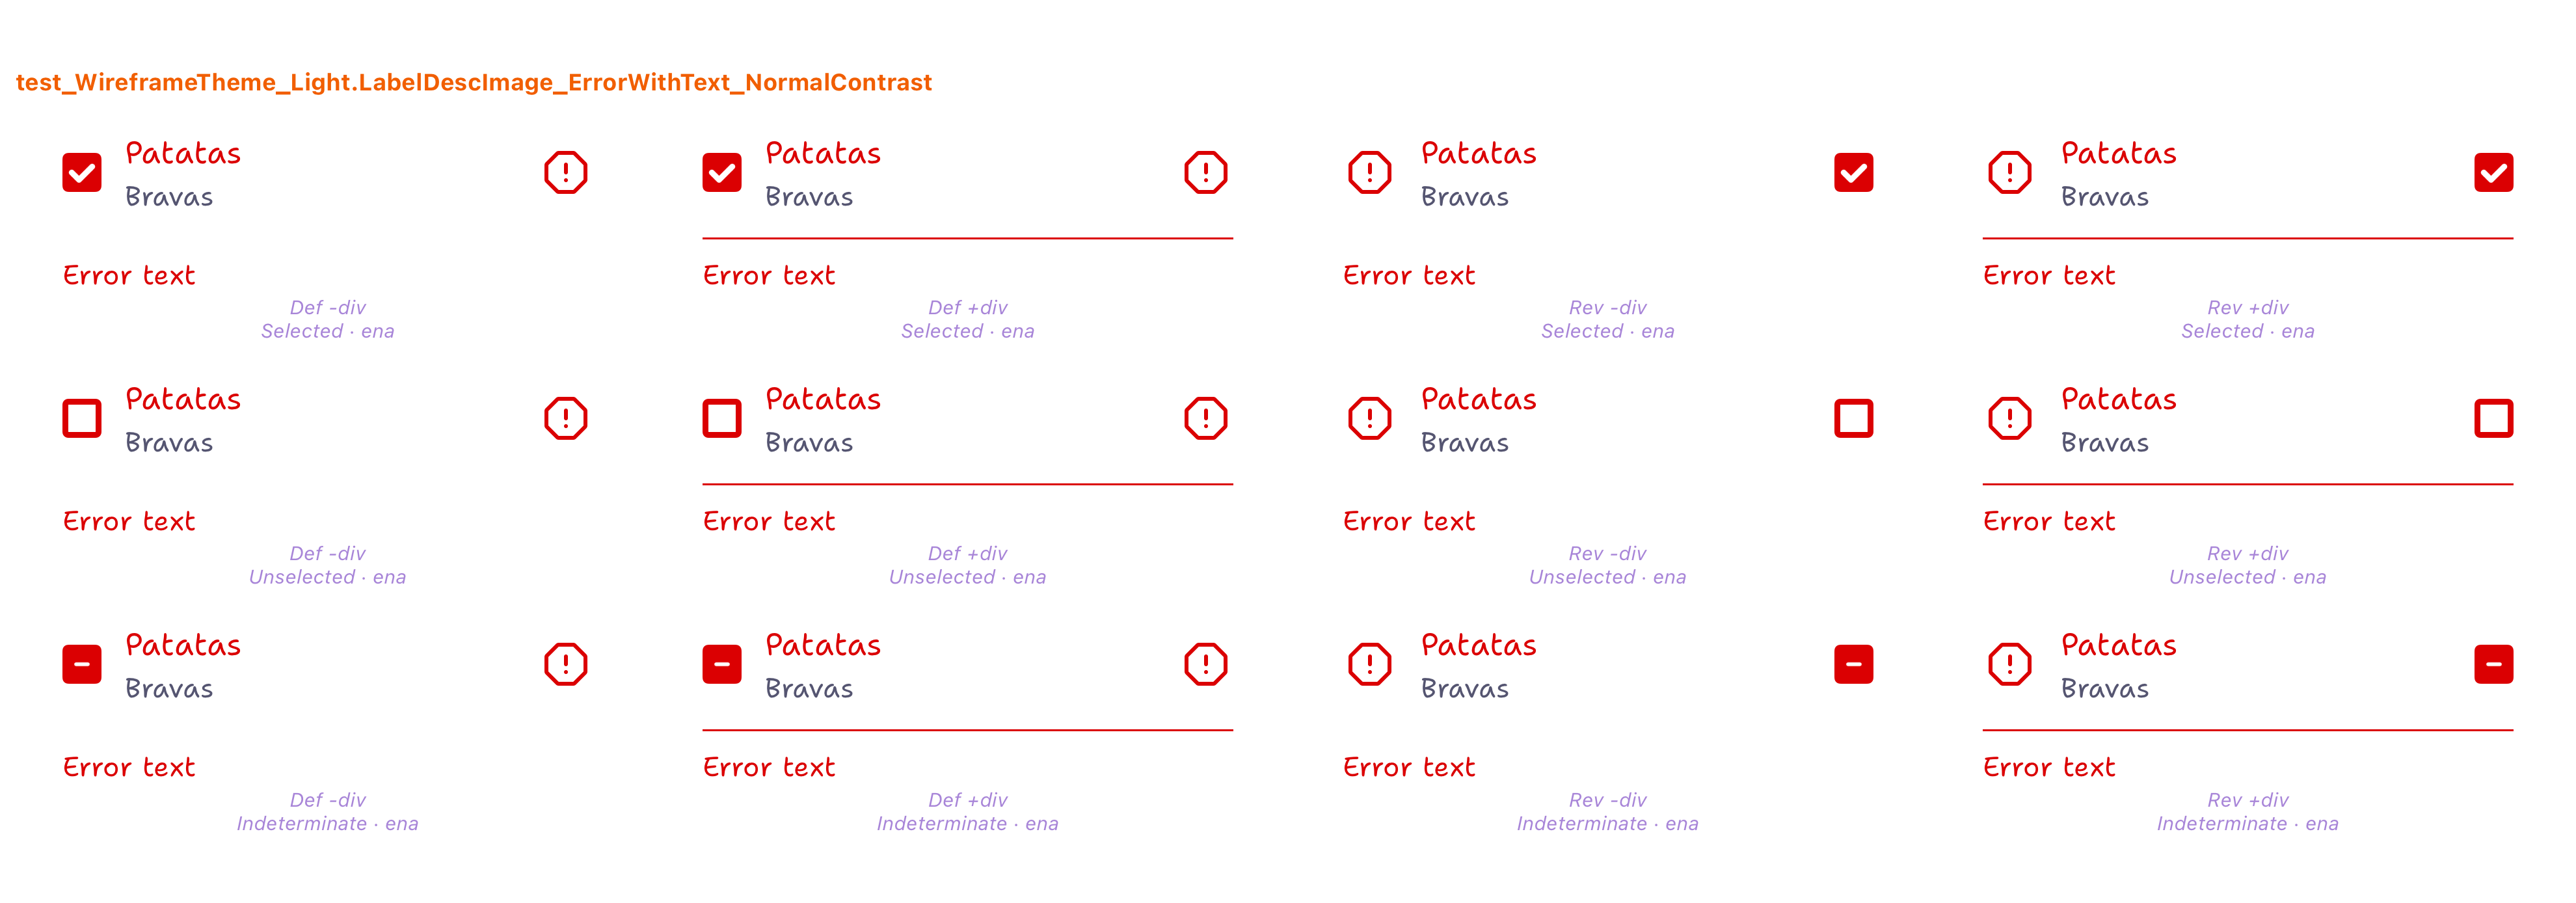 test_WireframeTheme_Light.LabelDescImage_ErrorWithText_NormalContrast
Patatas
Bravas
Error text
Def -div
Selected · ena
Patatas
Bravas
Error text
Def +div
Selected · ena
Patatas
Bravas
Error text
Rev -div
Selected · ena
Patatas
Bravas
Error text
Rev +div
Selected · ena
Patatas
Bravas
Error text
Def -div
Unselected · ena
Patatas
Bravas
Error text
Def +div
Unselected · ena
Patatas
Bravas
Error text
Rev -div
Unselected · ena
Patatas
Bravas
Error text
Rev +div
Unselected · ena
Patatas
Bravas
Error text
Def -div
Indeterminate · ena
Patatas
Bravas
Error text
Def +div
Indeterminate · ena
Patatas
Bravas
Error text
Rev -div
Indeterminate · ena
Patatas
Bravas
Error text
Rev +div
Indeterminate · ena